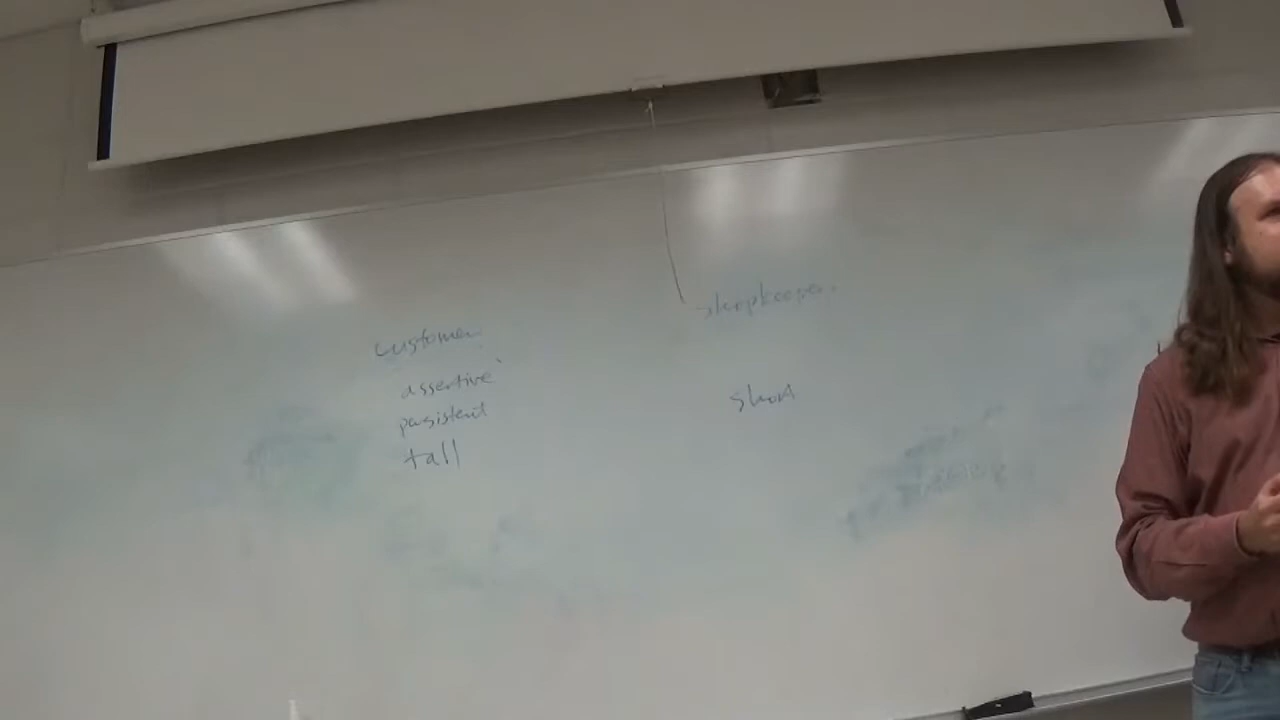 customer
assertive
persistent
tall
shopkeeper
short